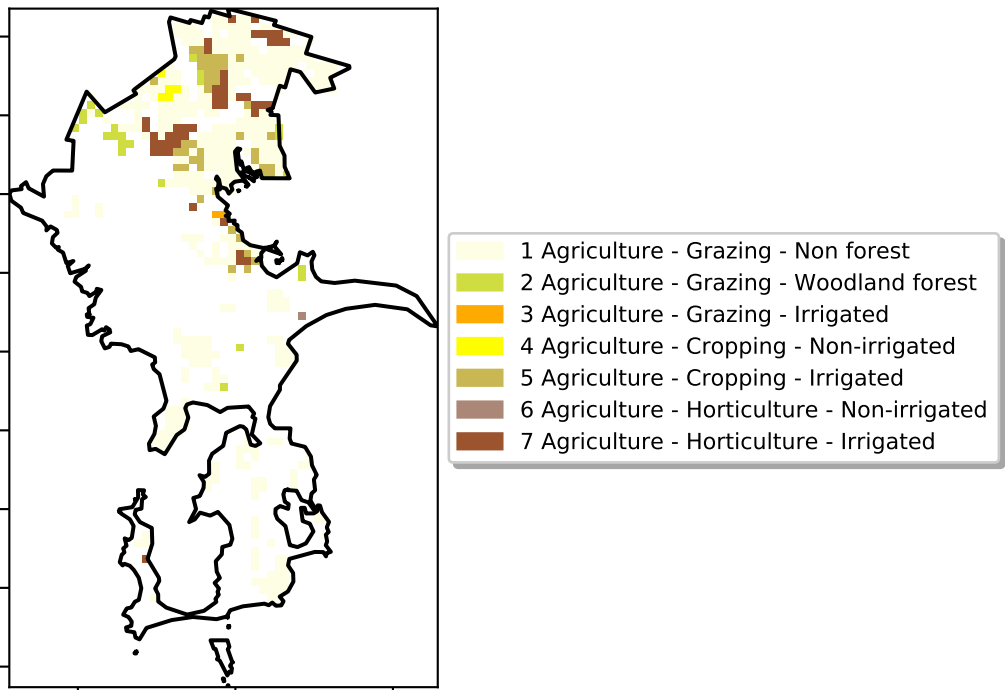 1 Agriculture - Grazing - Non forest
2 Agriculture - Grazing - Woodland forest
3 Agriculture - Grazing - Irrigated
4 Agriculture - Cropping - Non-irrigated
5 Agriculture - Cropping - Irrigated
6 Agriculture - Horticulture - Non-irrigated
7 Agriculture - Horticulture - Irrigated